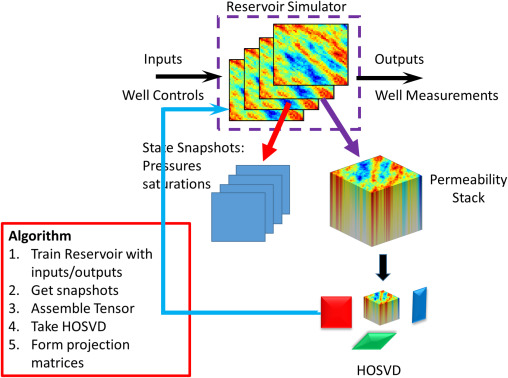 Reservoir Simulator
Inputs
Outputs
Well Controls
Well Measurements
State Snapshots:
Pressures
saturations
Permeability
Stack
Algorithm
1. Train Reservoir with
inputs/outputs
2. Get snapshots
3. Assemble Tensor
4. Take HOSVD
5. Form projection
matrices
HOSVD